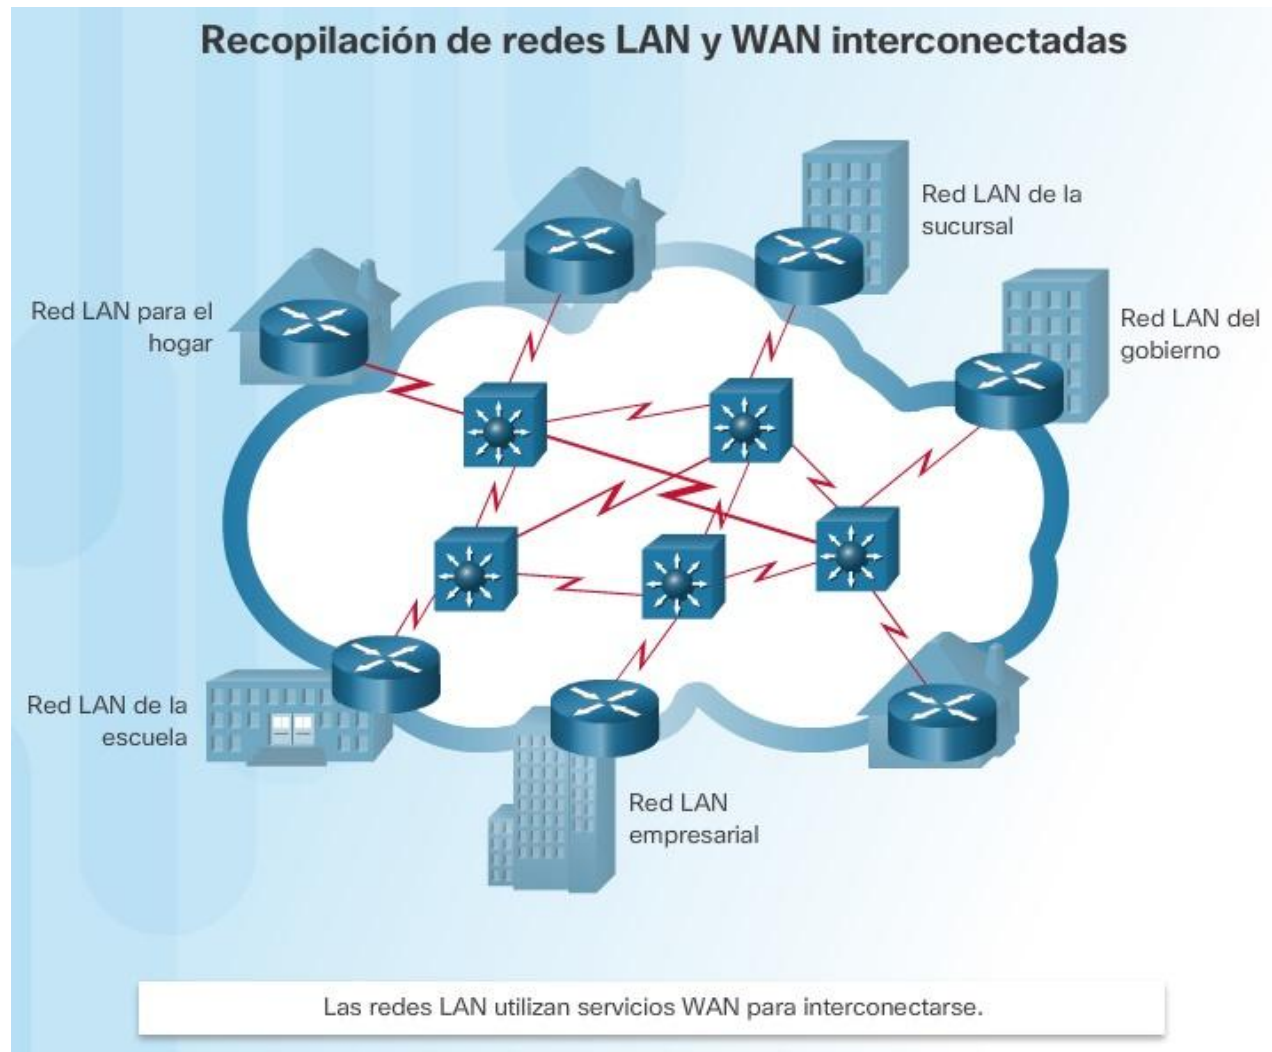 Recopilación de redes LAN y WAN interconectadas
Red LAN de la
sucursal
Red LAN para el
hogar
Red LAN del
gobierno
Red LAN de la
escuela
Red LAN
empresarial
Las redes LAN utilizan servicios WAN para interconectarse.